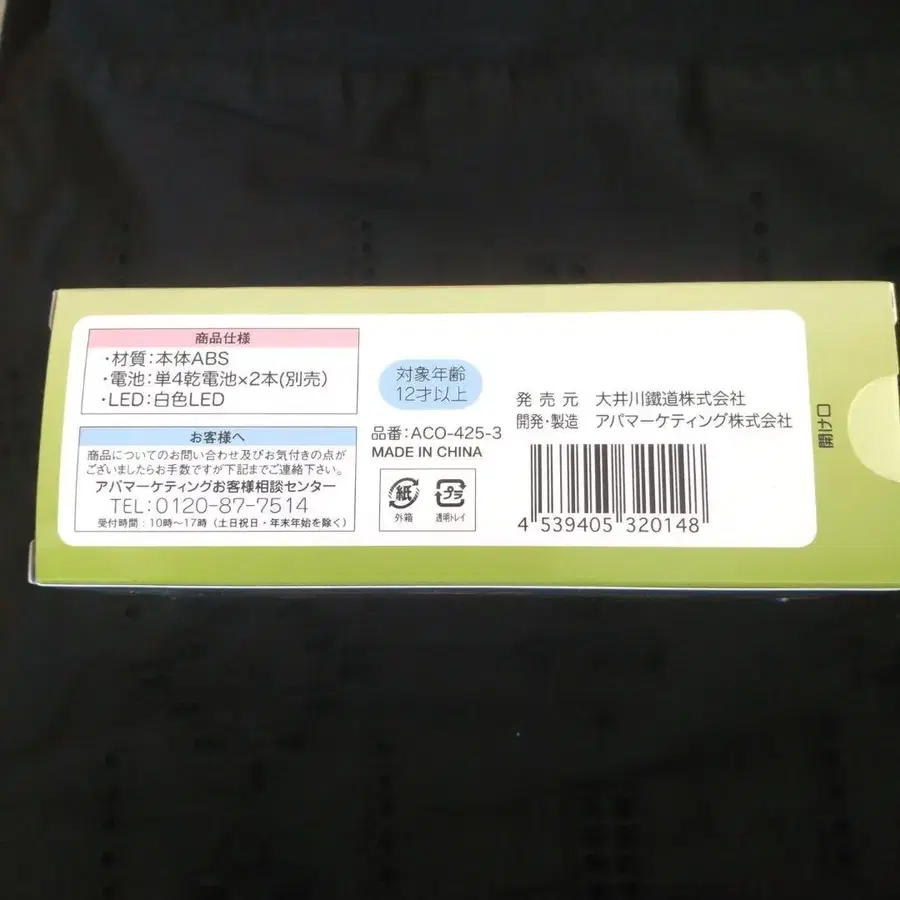 商品仕様
・材質：本体ABS
・電池：単4乾電池×2本(別売)
・LED：白色LED
お客様へ
商品についてのお問い合わせ及びお気付きの点が
ございましたらお手数ですが下記までご連絡下さい。
アパマーケティングお客様相談センター
TEL：0120-87-7514
受付時間：10時～17時（土日祝日・年末年始を除く）
対象年齢
12才以上
品番：ACO-425-3
MADE IN CHINA
紙
外箱
プラ
透明トレイ
発売元 大井川鐵道株式会社
開発・製造 アパマーケティング株式会社
4 539405 320148
開け口